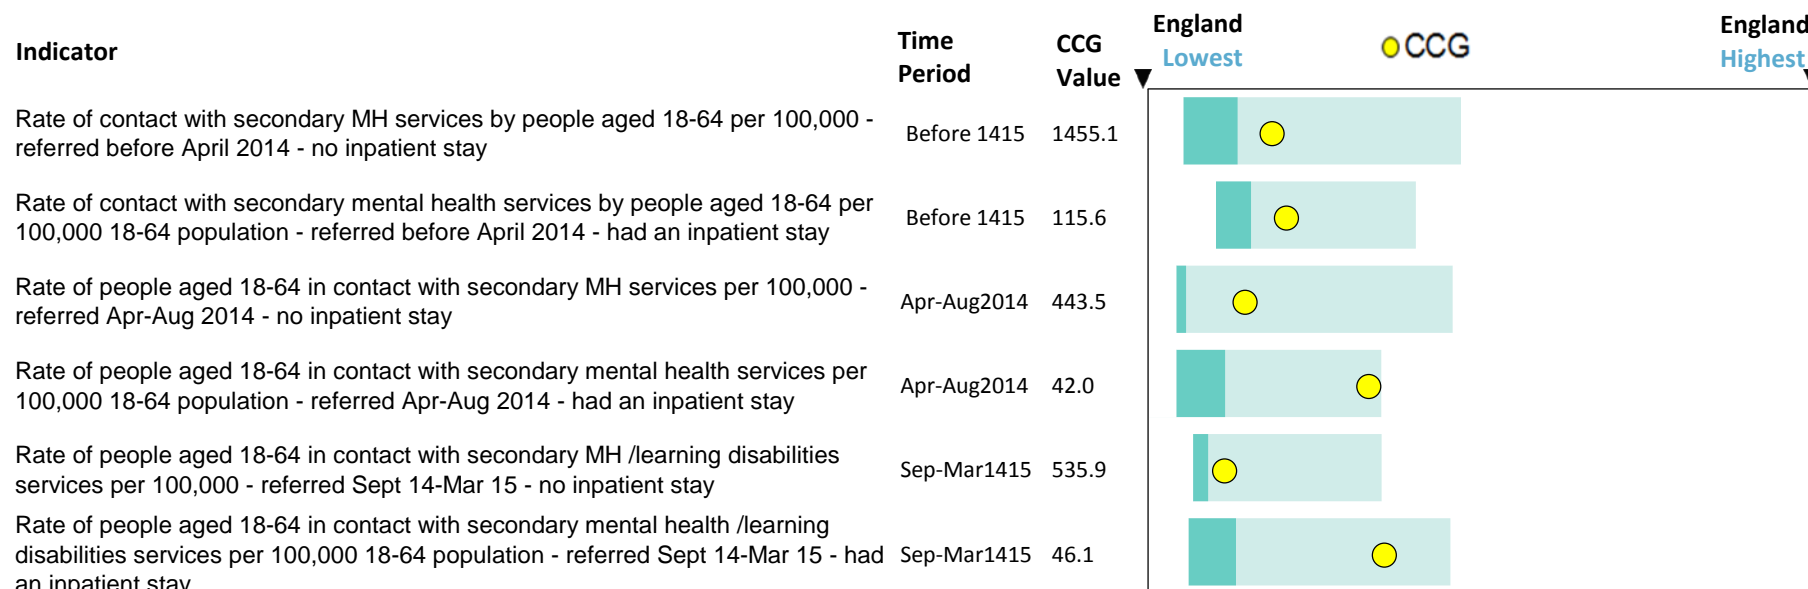 Indicator
Time
Period
CCG
Value
England
Lowest
CCG
England
Highest
Rate of contact with secondary MH services by people aged 18-64 per 100,000 -
referred before April 2014 - no inpatient stay
Before 1415
1455.1
Rate of contact with secondary mental health services by people aged 18-64 per
100,000 18-64 population - referred before April 2014 - had an inpatient stay
Before 1415
115.6
Rate of people aged 18-64 in contact with secondary MH services per 100,000 -
referred Apr-Aug 2014 - no inpatient stay
Apr-Aug2014
443.5
Rate of people aged 18-64 in contact with secondary mental health services per
100,000 18-64 population - referred Apr-Aug 2014 - had an inpatient stay
Apr-Aug2014
42.0
Rate of people aged 18-64 in contact with secondary MH /learning disabilities
services per 100,000 - referred Sept 14-Mar 15 - no inpatient stay
Sep-Mar1415
535.9
Rate of people aged 18-64 in contact with secondary mental health /learning
disabilities services per 100,000 18-64 population - referred Sept 14-Mar 15 - had
an inpatient stay
Sep-Mar1415
46.1